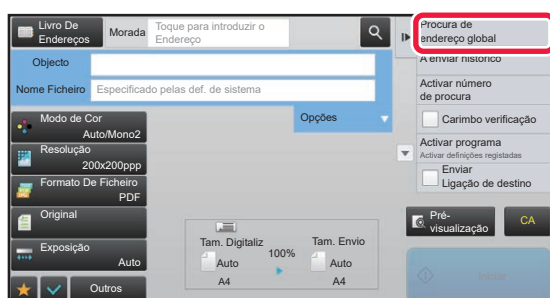 Livro De
Endereços
Morada
Toque para introduzir o
Endereço
Objecto
Nome Ficheiro
Especificado pelas def. de sistema
Opções
Modo de Cor
Auto/Mono2
Resolução
200x200ppp
Formato De Ficheiro
PDF
Original
Exposição
Auto
Outros
Tam. Digitaliz
Auto
A4
100%
Tam. Envio
Auto
A4
Procura de
endereço global
A enviar histórico
Activar número
de procura
Carimbo verificação
Activar programa
Activar definições registadas
Enviar
Ligação de destino
Pré-
visualização
CA
Iniciar